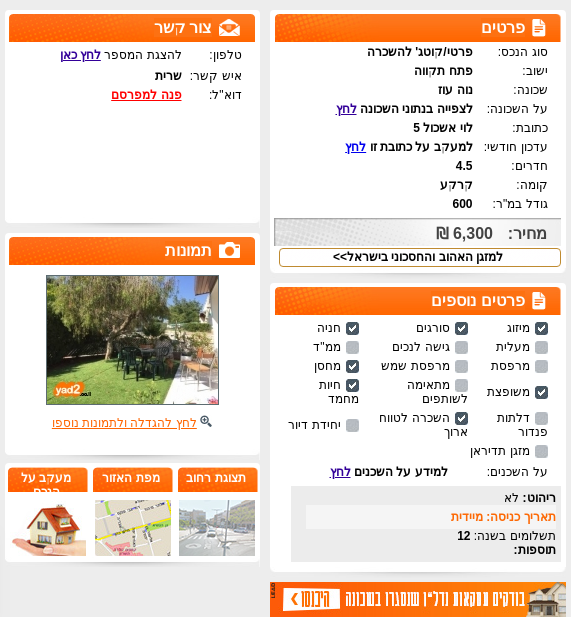 פרטים
סוג הנכס: פרטי/קוטג' להשכרה
ישוב: פתח תקווה
שכונה: נוה עוז
על השכונה: לצפייה בנתוני השכונה לחץ
כתובת: לוי אשכול 5
עדכון חודשי: למעקב על כתובת זו לחץ
חדרים: 4.5
קומה: קרקע
גודל במ"ר: 600
מחיר: 6,300 ₪
למזגן האהוב והחסכוני בישראל>>
פרטים נוספים
מיזוג סורגים חניה
מעלית גישה לנכים ממ"ד
מרפסת מרפסת שמש מחסן
משופצת מתאימה לשותפים חיות מחמד
דלתות פנדור השכרה לטווח ארוך יחידת דיור
מזגן תדיראן
על השכנים: למידע על השכנים לחץ
ריהוט: לא
תאריך כניסה: מיידית
תשלומים בשנה: 12
תוספות:
בודקים עסקאות נדל"ן שנסגרו בשכונה
היכנסו >
צור קשר
טלפון: להצגת המספר לחץ כאן
איש קשר: שרית
דוא"ל: פנה למפרסם
תמונות
yad2
לחץ להגדלה ולתמונות נוספו
תצוגת רחוב
מפת האזור
מעקב על
הנכס